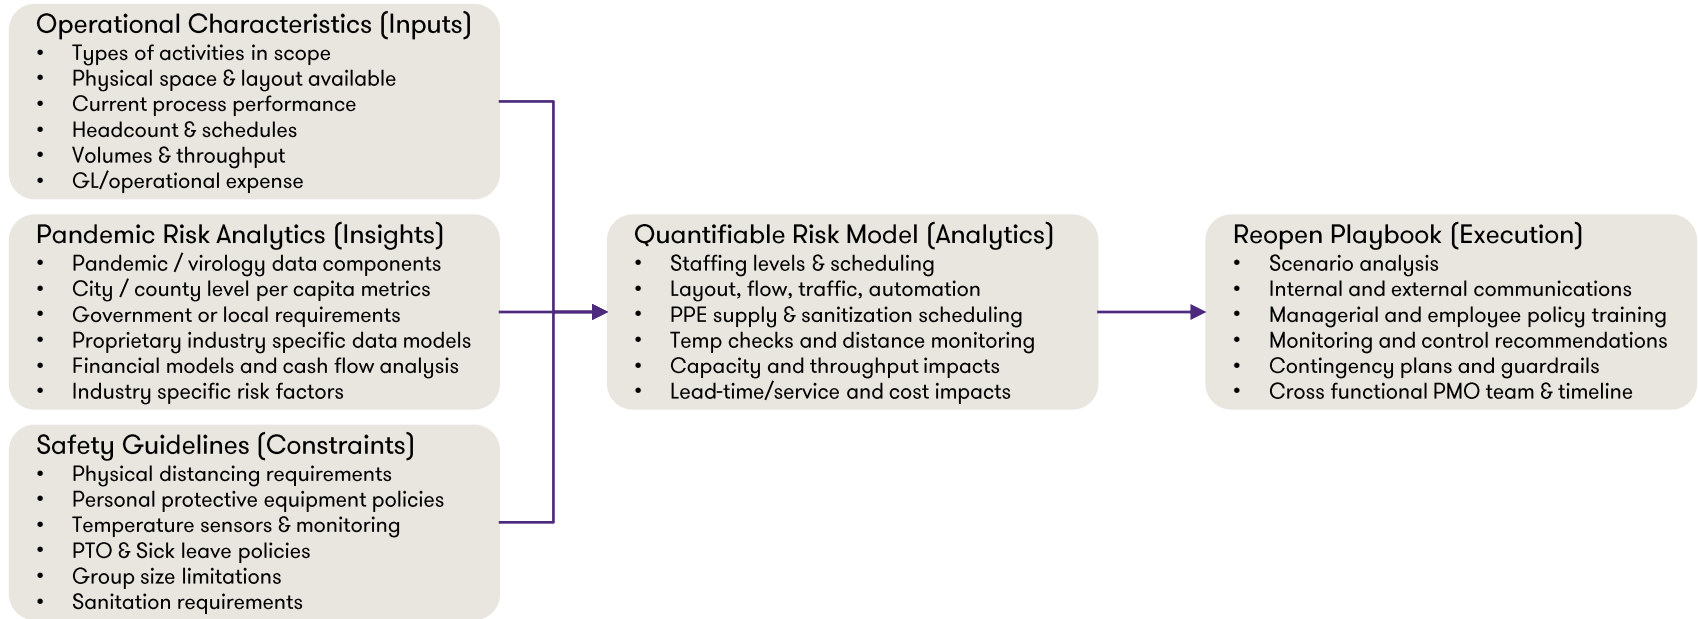 Operational Characteristics (Inputs)
• Types of activities in scope
• Physical space & layout available
• Current process performance
• Headcount & schedules
• Volumes & throughput
• GL/operational expense
Pandemic Risk Analytics (Insights)
• Pandemic / virology data components
• City / county level per capita metrics
• Government or local requirements
• Proprietary industry specific data models
• Financial models and cash flow analysis
• Industry specific risk factors
Safety Guidelines (Constraints)
• Physical distancing requirements
• Personal protective equipment policies
• Temperature sensors & monitoring
• PTO & Sick leave policies
• Group size limitations
• Sanitation requirements
Quantifiable Risk Model (Analytics)
• Staffing levels & scheduling
• Layout, flow, traffic, automation
• PPE supply & sanitization scheduling
• Temp checks and distance monitoring
• Capacity and throughput impacts
• Lead-time/service and cost impacts
Reopen Playbook (Execution)
• Scenario analysis
• Internal and external communications
• Managerial and employee policy training
• Monitoring and control recommendations
• Contingency plans and guardrails
• Cross functional PMO team & timeline